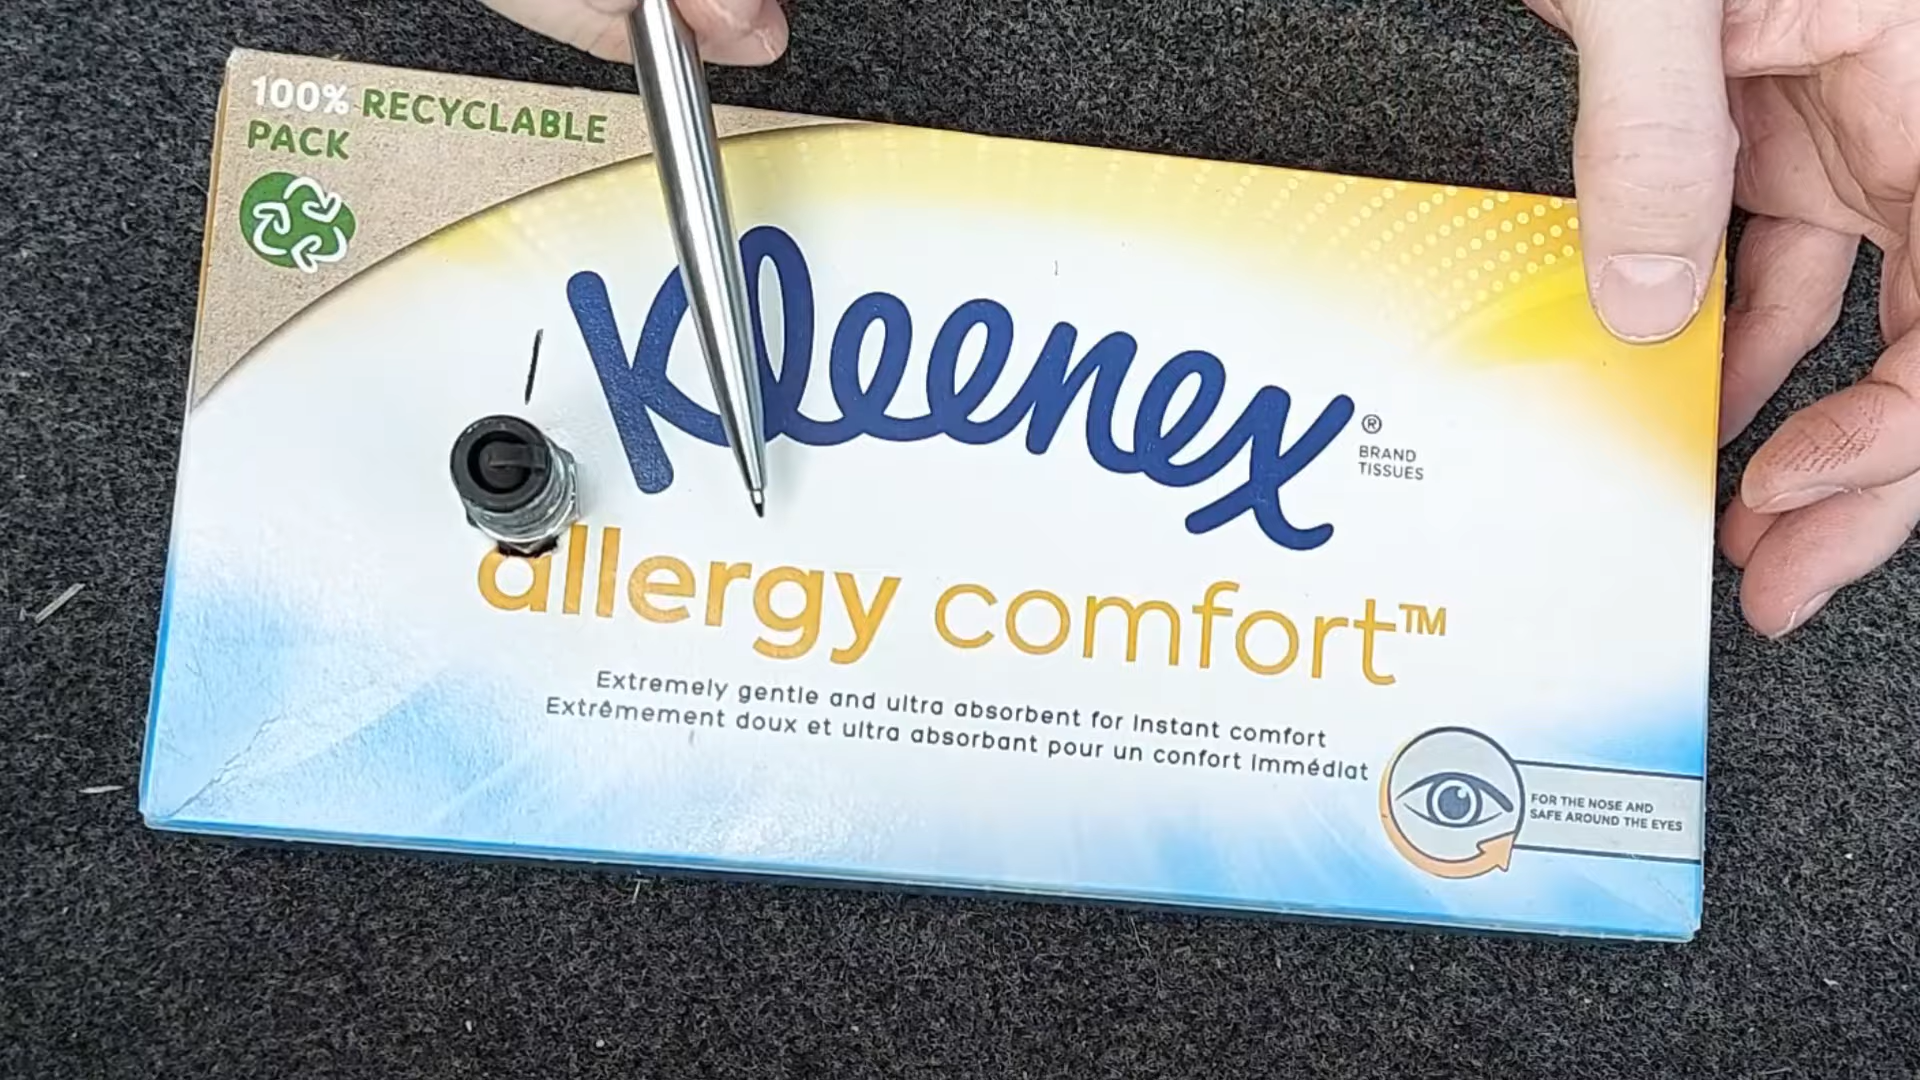 100% RECYCLABLE
PACK
Kleenex®
BRAND
TISSUES
allergy comfort™
Extremely gentle and ultra absorbent for instant comfort
Extrêmement doux et ultra absorbant pour un confort immédiat
FOR THE NOSE AND
SAFE AROUND THE EYES